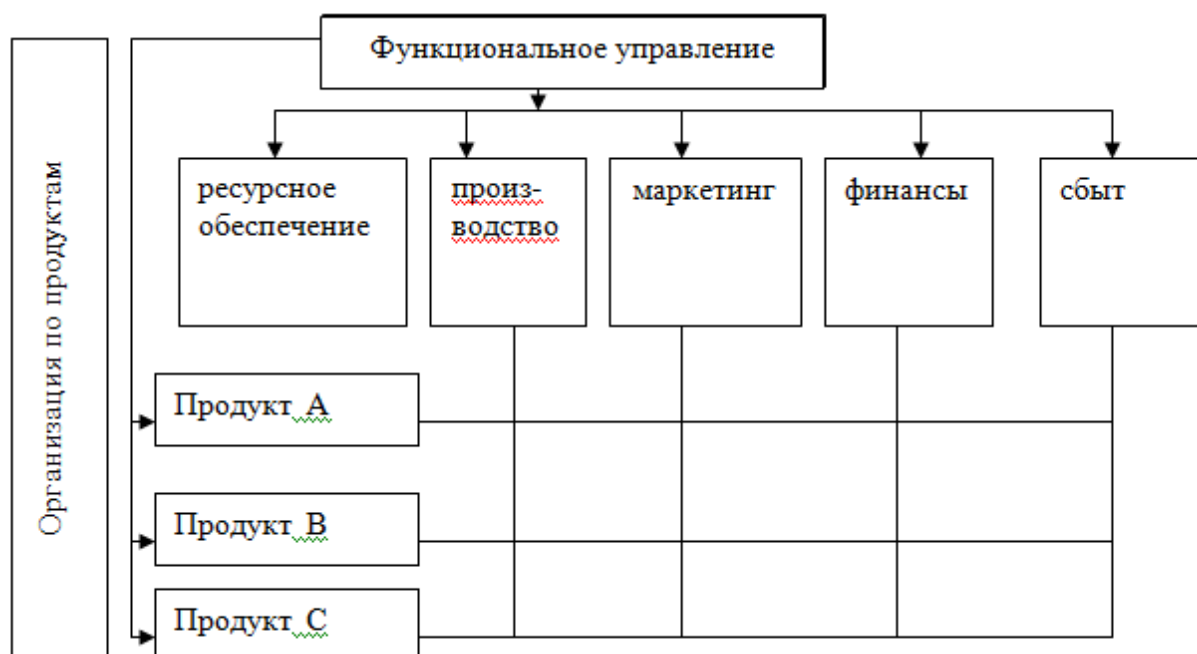 Функциональное управление
Организация по продуктам
ресурсное
обеспечение
произ-
водство
маркетинг
финансы
сбыт
Продукт А
Продукт В
Продукт С